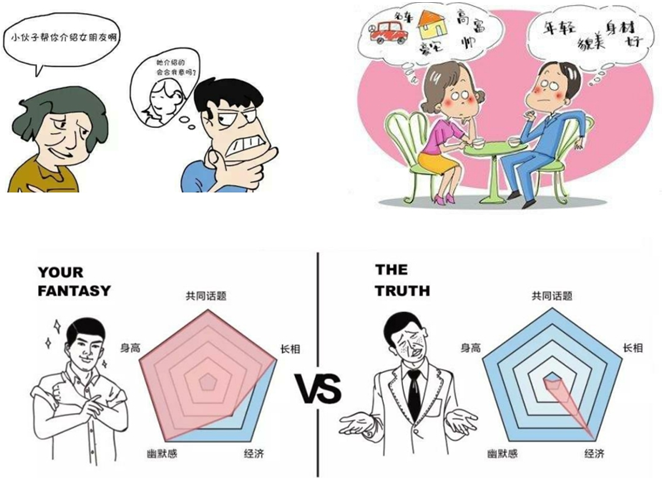 小伙子帮你介绍女朋友啊
她介绍的
会合我意吗?
名车
豪宅
高富
帅
年轻
貌美
身材
好
YOUR
FANTASY
共同话题
身高
长相
幽默感
经济
VS
THE
TRUTH
共同话题
身高
长相
幽默感
经济